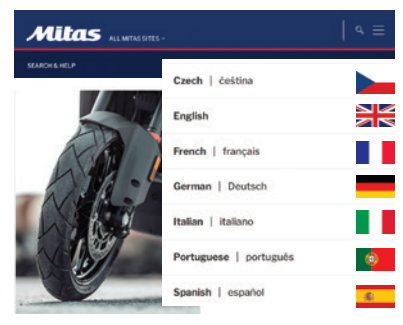 Mitas ALL MITAS SITES
SEARCH & HELP
Czech | čeština
English
French | français
German | Deutsch
Italian | italiano
Portuguese | português
Spanish | español